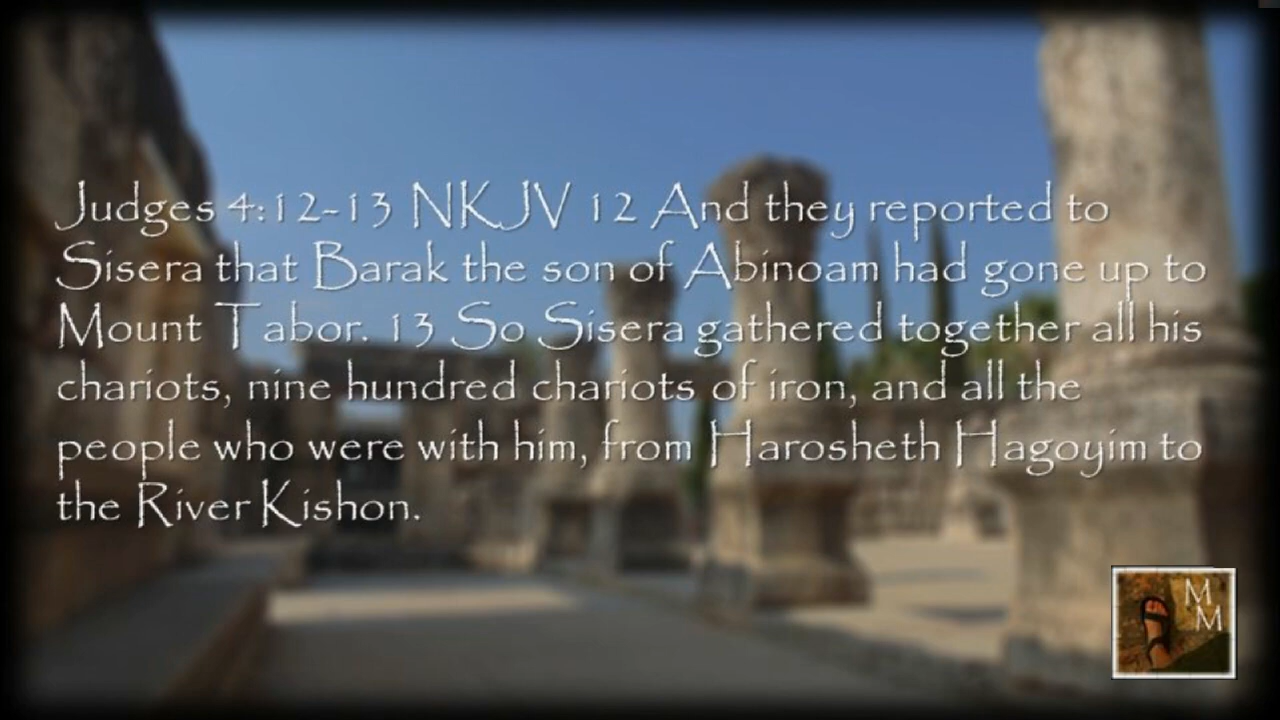 Judges 4:12-13 NKJV 12 And they reported to
Sisera that Barak the son of Abinoam had gone up to
Mount Tabor. 13 So Sisera gathered together all his
chariots, nine hundred chariots of iron, and all the
people who were with him, from Harosheth Hagoyim to
the River Kishon.
M
M